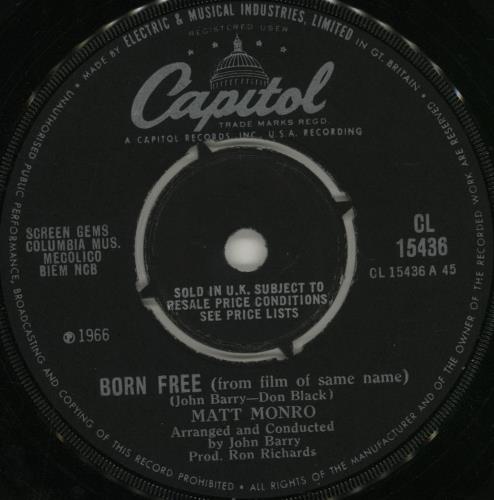 MADE BY ELECTRIC & MUSICAL INDUSTRIES, LIMITED IN GT. BRITAIN • ALL RIGHTS OF THE MANUFACTURER AND OF THE OWNER OF THE RECORDED WORK ARE RESERVED
UNAUTHORISED PUBLIC PERFORMANCE, BROADCASTING AND COPYING OF THIS RECORD PROHIBITED •
REGISTERED USER
Capitol
TRADE MARKS REGD.
A CAPITOL RECORDS, INC., U.S.A. RECORDING
SCREEN GEMS
COLUMBIA MUS.
MECOLICO
BIEM NCB
CL
15436
CL 15436 A 45
SOLD IN U.K. SUBJECT TO
RESALE PRICE CONDITIONS,
SEE PRICE LISTS
℗ 1966
BORN FREE (from film of same name)
(John Barry—Don Black)
MATT MONRO
Arranged and Conducted
by John Barry
Prod. Ron Richards